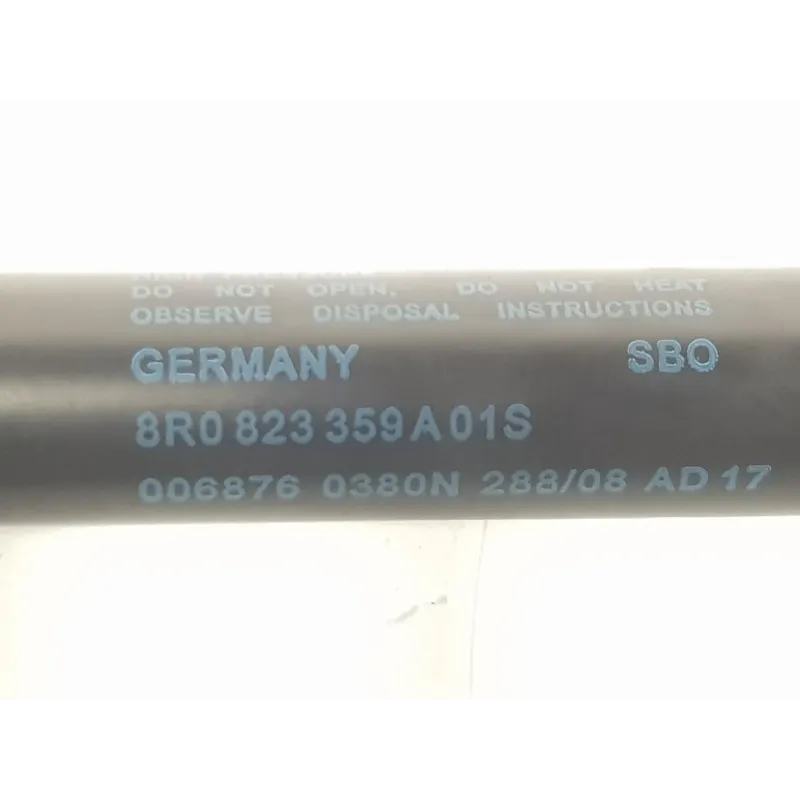 DO NOT OPEN. DO NOT HEAT
OBSERVE DISPOSAL INSTRUCTIONS
GERMANY SBO
8R0 823 359 A 01S
006876 0380N 288/08 AD 17